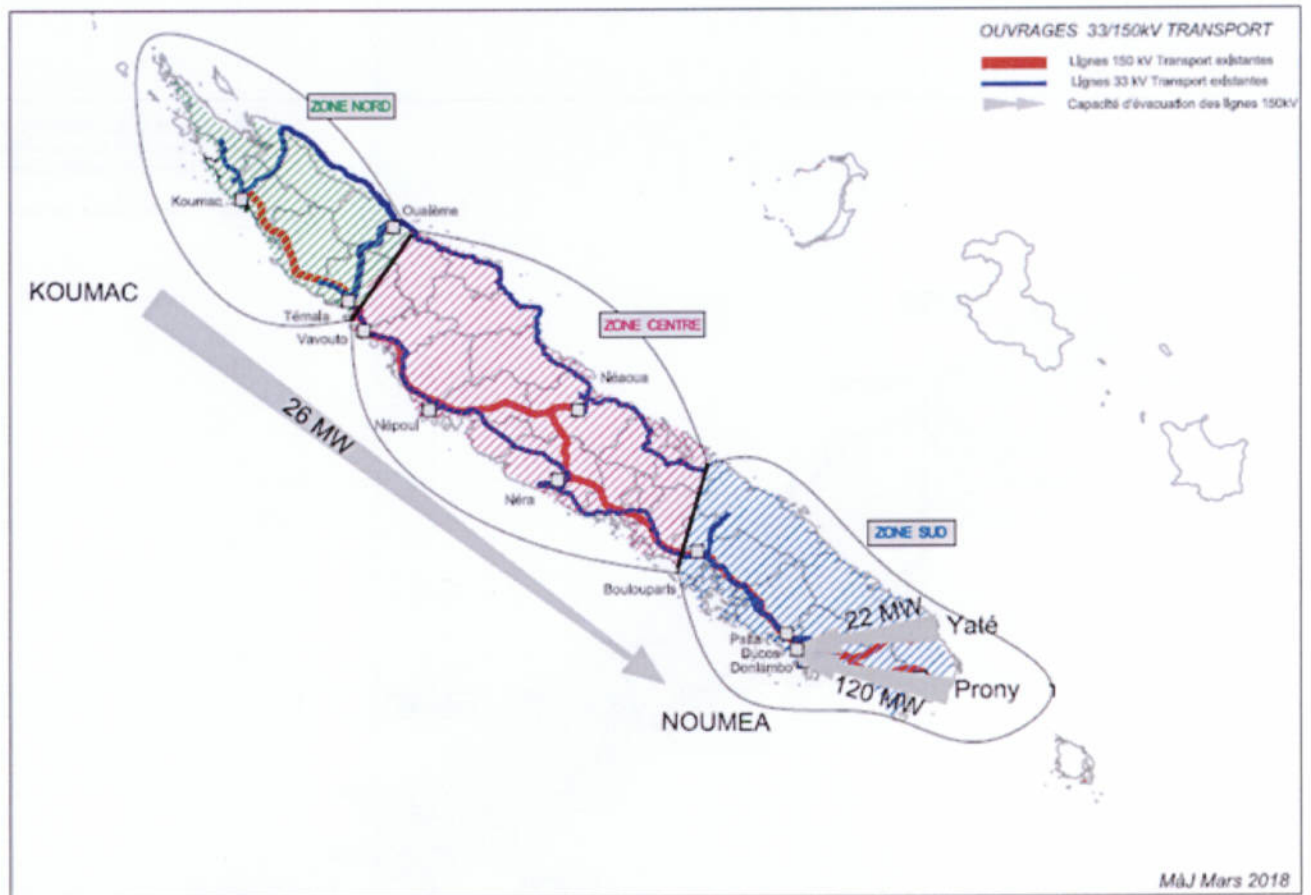 OUVRAGES 33/150kV TRANSPORT
Lignes 150 kV Transport existantes
Lignes 33 kV Transport existantes
Capacité d'évacuation des lignes 150kV
ZONE NORD
Koumac
Oualème
KOUMAC
Témala
Vavouto
ZONE CENTRE
26 MW
Népoui
Néaoua
Néra
ZONE SUD
Boulouparis
22 MW
Yaté
Païta
Ducos
Doniambo
120 MW
Prony
NOUMEA
MàJ Mars 2018